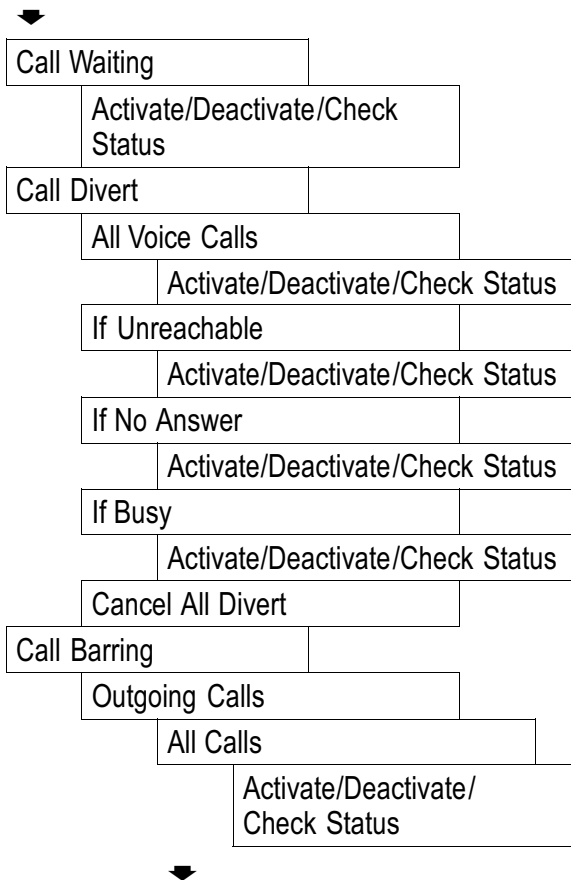 Call Waiting
Activate/Deactivate/Check
Status
Call Divert
All Voice Calls
Activate/Deactivate/Check Status
If Unreachable
Activate/Deactivate/Check Status
If No Answer
Activate/Deactivate/Check Status
If Busy
Activate/Deactivate/Check Status
Cancel All Divert
Call Barring
Outgoing Calls
All Calls
Activate/Deactivate/
Check Status